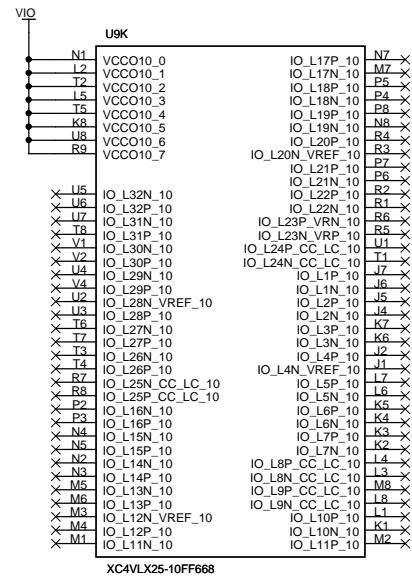 VIO
U9K
N1 VCCO10_0
L2 VCCO10_1
T2 VCCO10_2
L5 VCCO10_3
T5 VCCO10_4
K8 VCCO10_5
U8 VCCO10_6
R9 VCCO10_7
U5 IO_L32N_10
U6 IO_L32P_10
U7 IO_L31N_10
T8 IO_L31P_10
V1 IO_L30N_10
V2 IO_L30P_10
U4 IO_L29N_10
V4 IO_L29P_10
U2 IO_L28N_VREF_10
U3 IO_L28P_10
T6 IO_L27N_10
T7 IO_L27P_10
T3 IO_L26N_10
T4 IO_L26P_10
R7 IO_L25N_CC_LC_10
R8 IO_L25P_CC_LC_10
P2 IO_L16N_10
P3 IO_L16P_10
N4 IO_L15N_10
N5 IO_L15P_10
N2 IO_L14N_10
N3 IO_L14P_10
M5 IO_L13N_10
M6 IO_L13P_10
M3 IO_L12N_VREF_10
M4 IO_L12P_10
M1 IO_L11N_10
IO_L17P_10 N7
IO_L17N_10 M7
IO_L18P_10 P5
IO_L18N_10 P4
IO_L19P_10 P8
IO_L19N_10 N8
IO_L20P_10 R4
IO_L20N_VREF_10 R3
IO_L21P_10 P7
IO_L21N_10 P6
IO_L22P_10 R2
IO_L22N_10 R1
IO_L23P_VRN_10 R6
IO_L23N_VRP_10 R5
IO_L24P_CC_LC_10 U1
IO_L24N_CC_LC_10 T1
IO_L1P_10 J7
IO_L1N_10 J6
IO_L2P_10 J5
IO_L2N_10 J4
IO_L3P_10 K7
IO_L3N_10 K6
IO_L4P_10 J2
IO_L4N_VREF_10 J1
IO_L5P_10 L7
IO_L5N_10 L6
IO_L6P_10 K5
IO_L6N_10 K4
IO_L7P_10 K3
IO_L7N_10 K2
IO_L8P_CC_LC_10 L4
IO_L8N_CC_LC_10 L3
IO_L9P_CC_LC_10 M8
IO_L9N_CC_LC_10 L8
IO_L10P_10 L1
IO_L10N_10 K1
IO_L11P_10 M2
XC4VLX25-10FF668